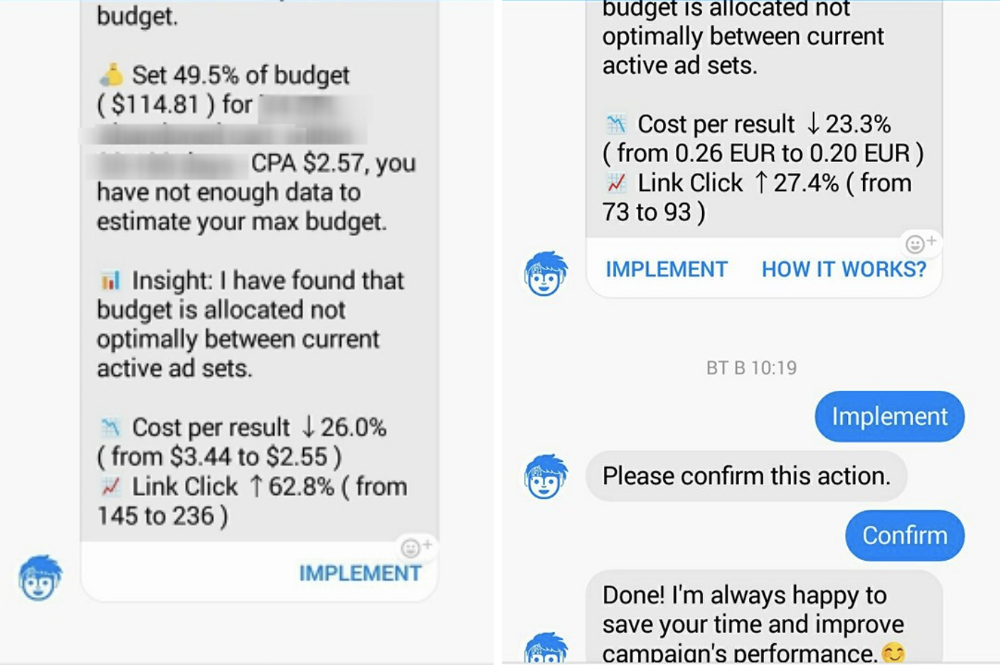 budget.
Set 49.5% of budget
( $114.81 ) for
CPA $2.57, you
have not enough data to
estimate your max budget.
Insight: I have found that
budget is allocated not
optimally between current
active ad sets.
Cost per result ↓ 26.0%
( from $3.44 to $2.55 )
Link Click ↑ 62.8% ( from
145 to 236 )
IMPLEMENT
budget is allocated not
optimally between current
active ad sets.
Cost per result ↓ 23.3%
( from 0.26 EUR to 0.20 EUR )
Link Click ↑ 27.4% ( from
73 to 93 )
IMPLEMENT HOW IT WORKS?
ВТ В 10:19
Implement
Please confirm this action.
Confirm
Done! I'm always happy to
save your time and improve
campaign's performance.